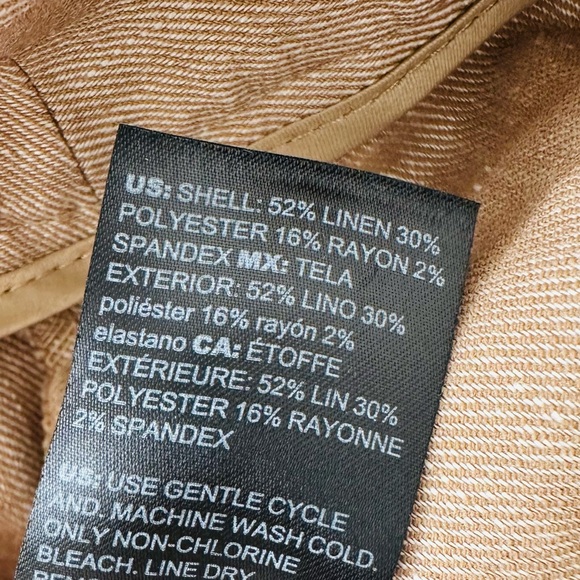 US: SHELL: 52% LINEN 30%
POLYESTER 16% RAYON 2%
SPANDEX MX: TELA
EXTERIOR: 52% LINO 30%
poliéster 16% rayón 2%
elastano CA: ÉTOFFE
EXTÉRIEURE: 52% LIN 30%
POLYESTER 16% RAYONNE
2% SPANDEX
US: USE GENTLE CYCLE
AND. MACHINE WASH COLD.
ONLY NON-CHLORINE
BLEACH. LINE DRY